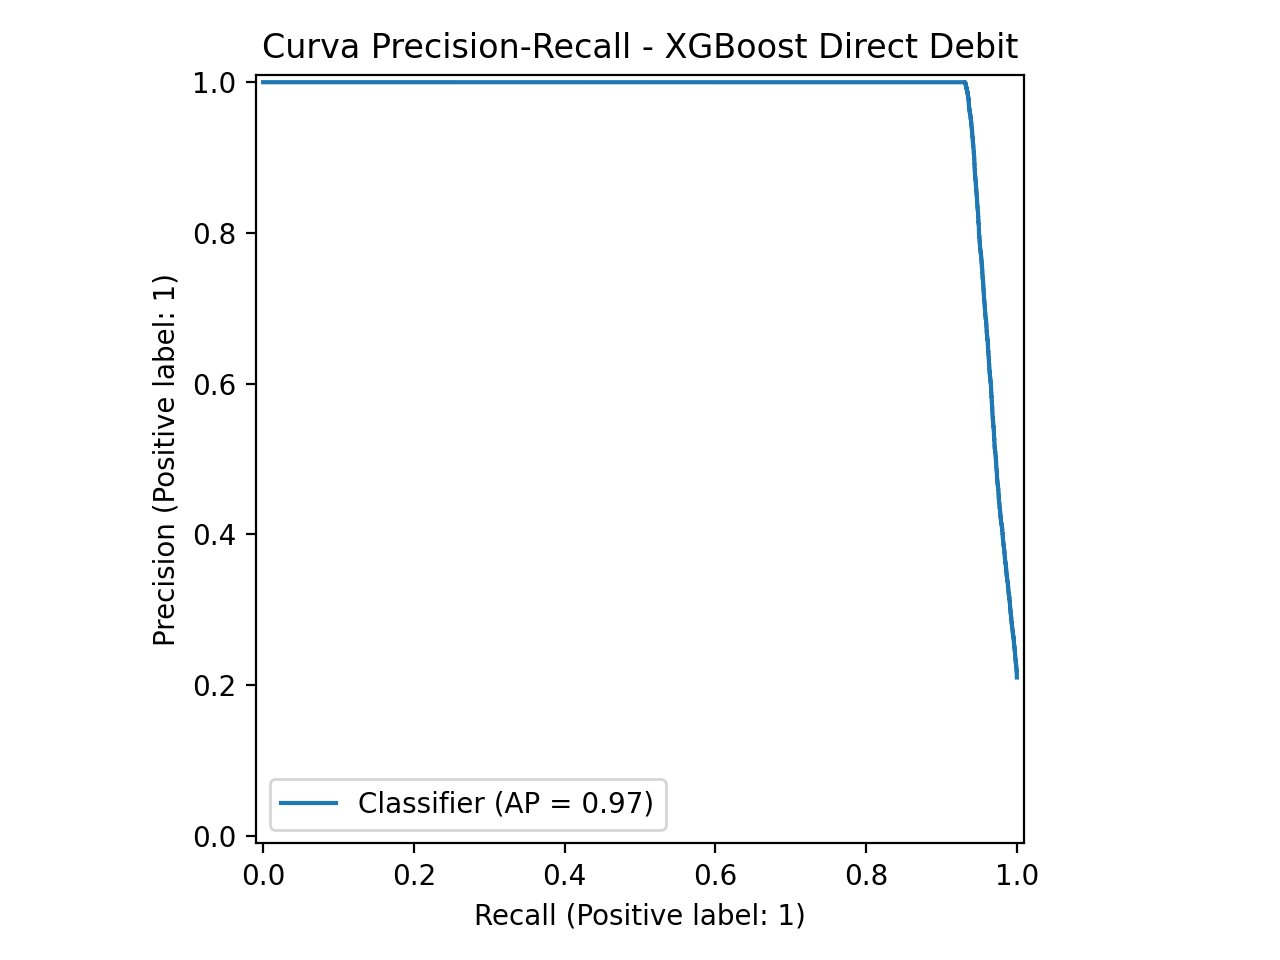 Curva Precision-Recall - XGBoost Direct Debit
1.0
0.8
0.6
0.4
0.2
0.0
Precision (Positive label: 1)
Classifier (AP = 0.97)
0.0 0.2 0.4 0.6 0.8 1.0
Recall (Positive label: 1)